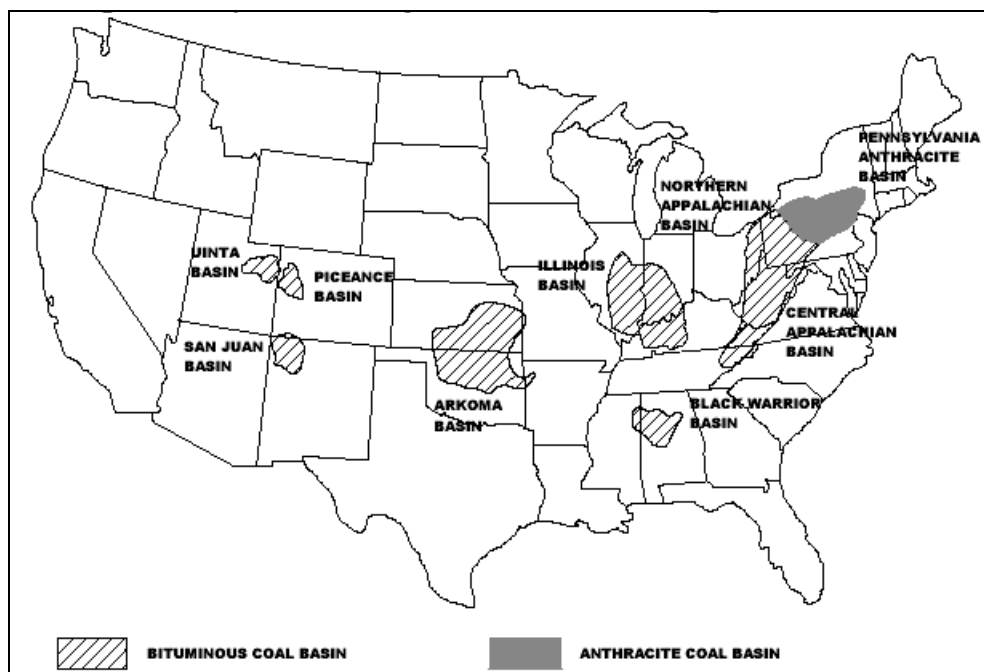 PENNSYLVANIA
ANTHRACITE
BASIN
NORTHERN
APPALACHIAN
BASIN
UINTA
BASIN
PICEANCE
BASIN
ILLINOIS
BASIN
CENTRAL
APPALACHIAN
BASIN
SAN JUAN
BASIN
ARKOMA
BASIN
BLACK WARRIOR
BASIN
BITUMINOUS COAL BASIN
ANTHRACITE COAL BASIN